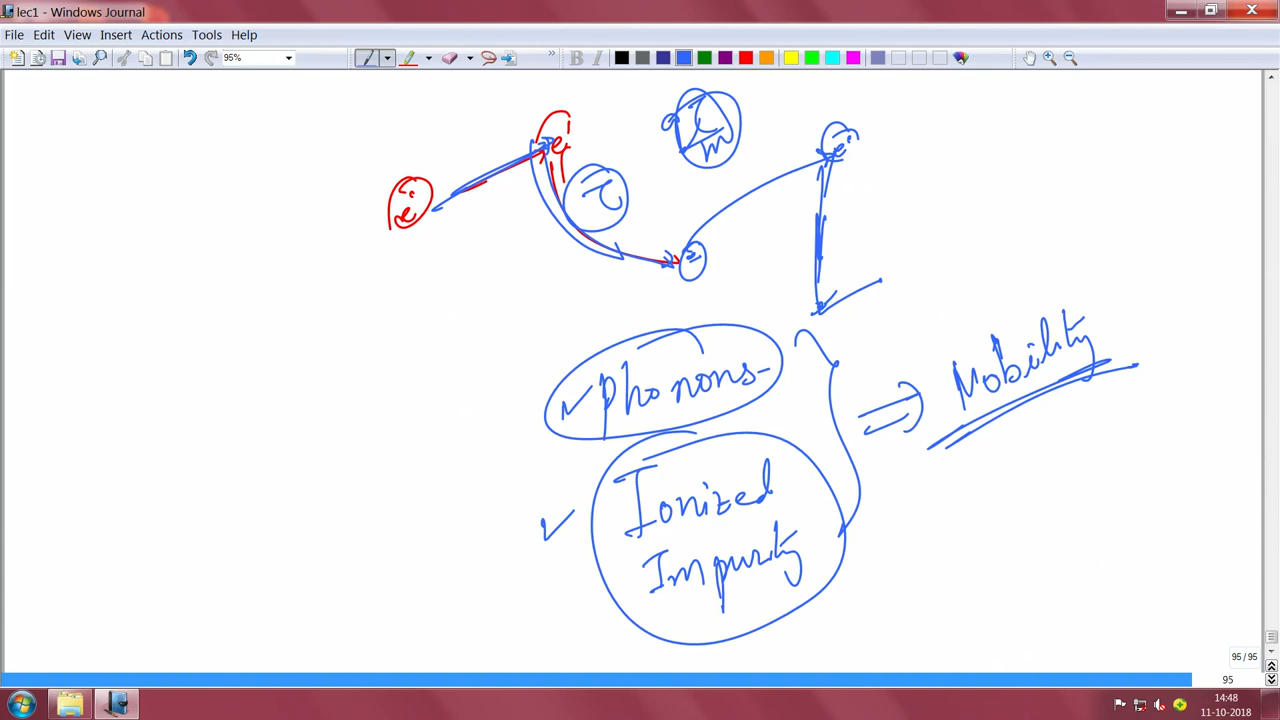 lec1 - Windows Journal
File Edit View Insert Actions Tools Help
95%
e
e
τ
e
Phonons-
Ionized
Impurity
⇒ Mobility
95 / 95
95
14:48
11-10-2018